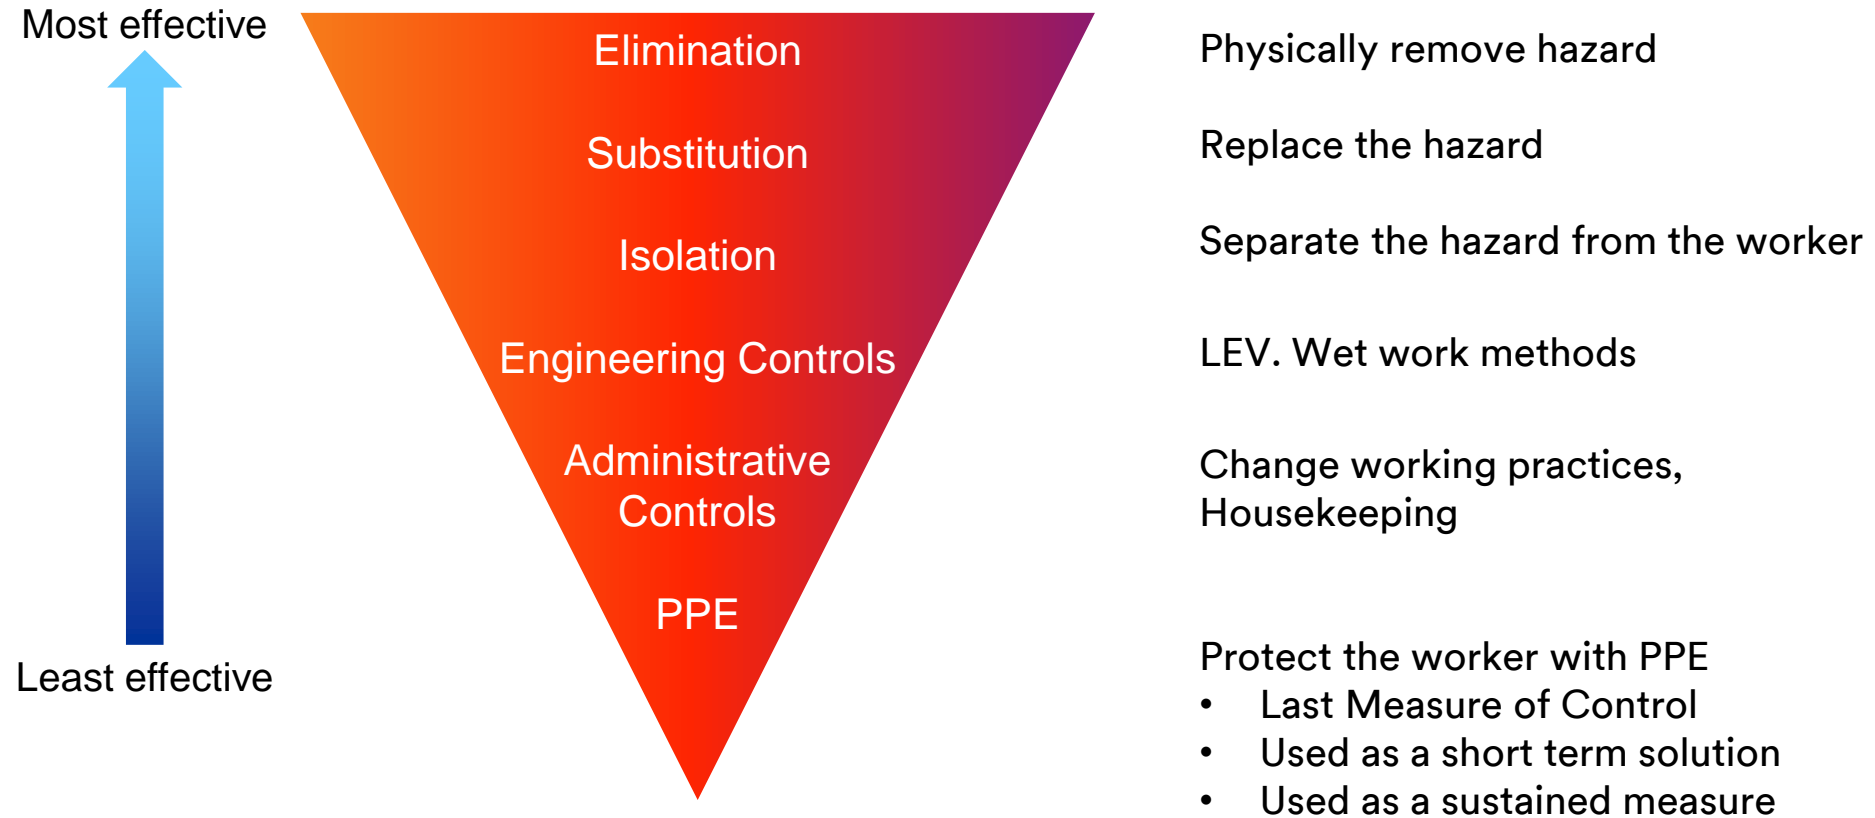 Most effective
Elimination
Physically remove hazard
Substitution
Replace the hazard
Isolation
Separate the hazard from the worker
Engineering Controls
LEV. Wet work methods
Administrative
Controls
Change working practices,
Housekeeping
PPE
Least effective
Protect the worker with PPE
• Last Measure of Control
• Used as a short term solution
• Used as a sustained measure